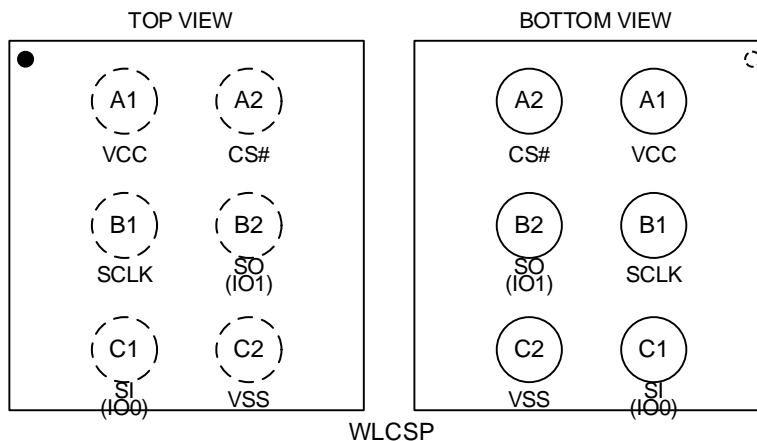 TOP VIEW
BOTTOM VIEW
A1 A2
VCC CS#
B1 B2
SCLK SO
(IO1)
C1 C2
SI
(IO0) VSS
A2 A1
CS# VCC
B2 B1
SO
(IO1) SCLK
C2 C1
VSS SI
(IO0)
WLCSP